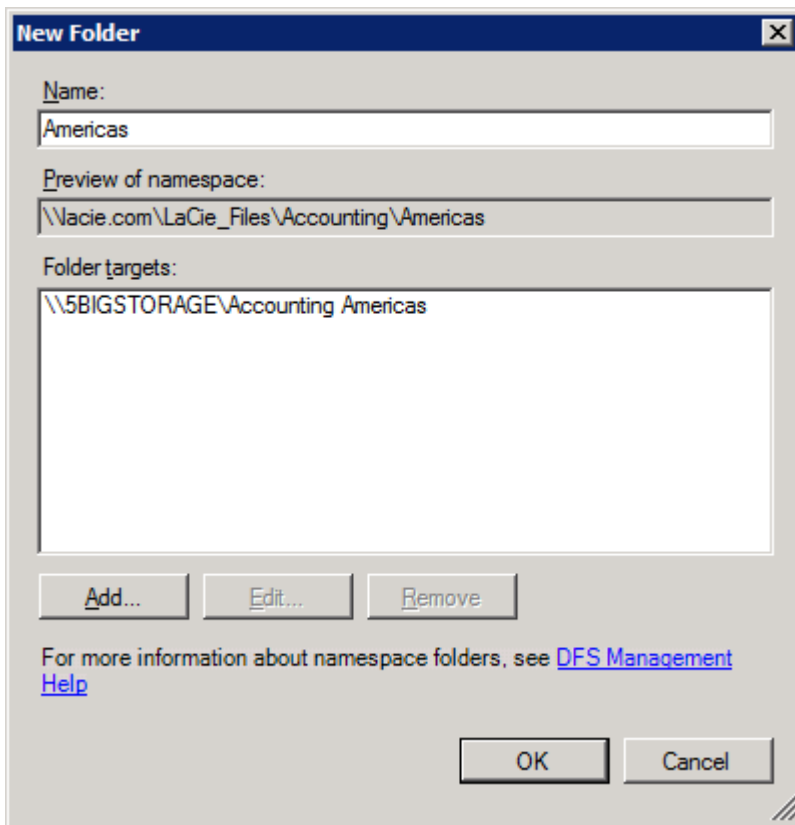 New Folder
Name:
Americas
Preview of namespace:
\\lacie.com\LaCie_Files\Accounting\Americas
Folder targets:
\\5BIGSTORAGE\Accounting Americas
Add...
Edit...
Remove
For more information about namespace folders, see DFS Management
Help
OK
Cancel